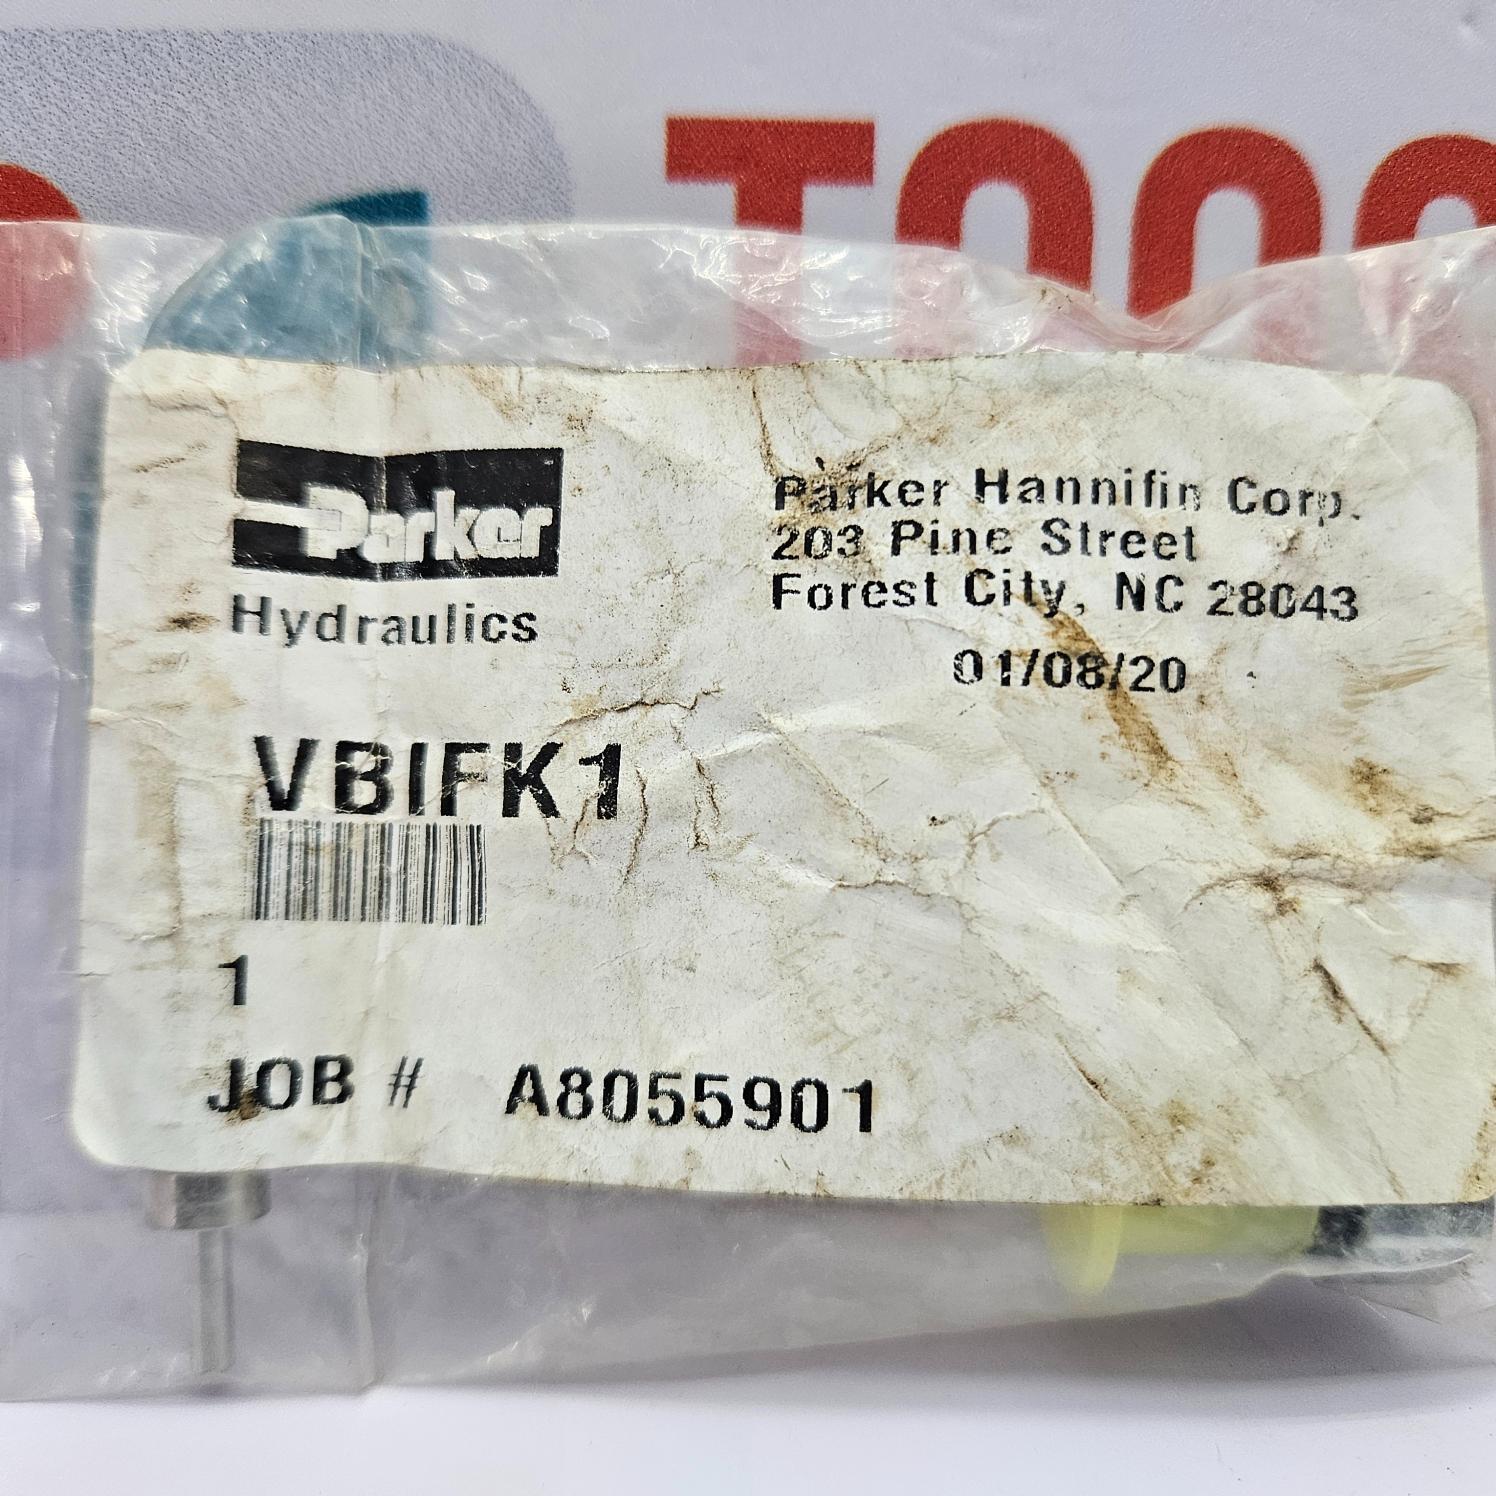 Parker
Hydraulics
Parker Hannifin Corp.
203 Pine Street
Forest City, NC 28043
01/08/20
VBIFK1
1
JOB # A8055901